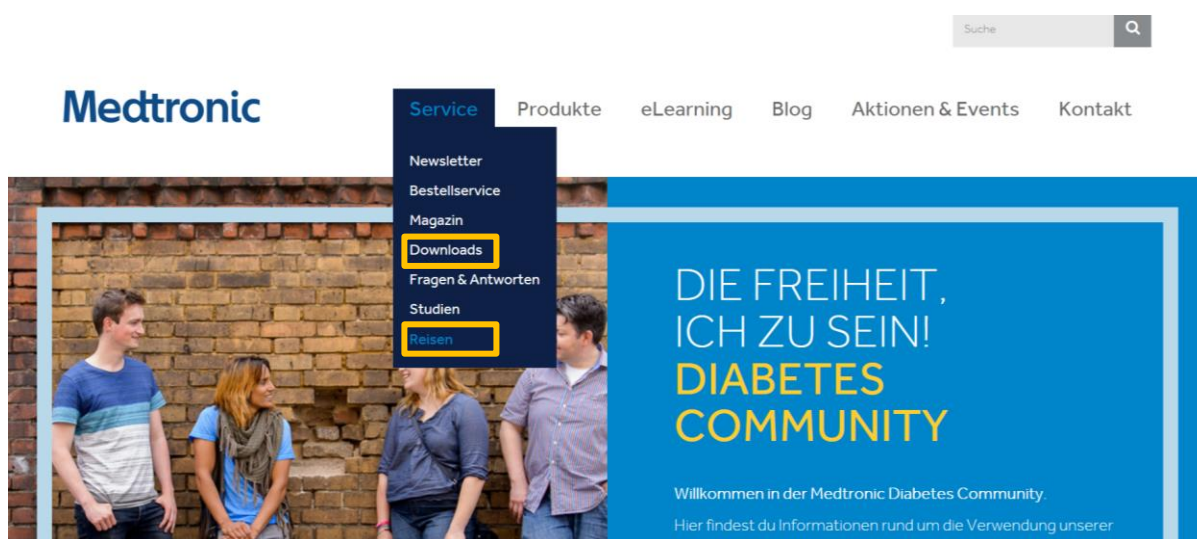 Suche
Medtronic
Service Produkte eLearning Blog Aktionen & Events Kontakt
Newsletter
Bestellservice
Magazin
Downloads
Fragen & Antworten
Studien
Reisen
DIE FREIHEIT,
ICH ZU SEIN!
DIABETES
COMMUNITY
Willkommen in der Medtronic Diabetes Community.
Hier findest du Informationen rund um die Verwendung unserer